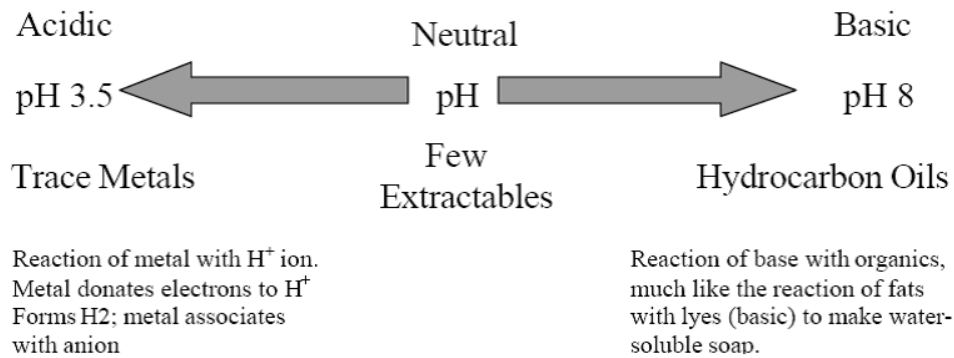 Acidic
Neutral
Basic
pH 3.5
pH
pH 8
Trace Metals
Few
Extractables
Hydrocarbon Oils
Reaction of metal with H⁺ ion.
Metal donates electrons to H⁺
Forms H2; metal associates
with anion
Reaction of base with organics,
much like the reaction of fats
with lyes (basic) to make water-
soluble soap.